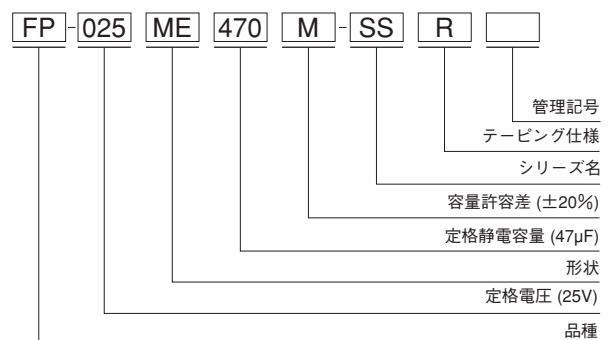 FP-025 ME 470 M-SS R
管理記号
テーピング仕様
シリーズ名
容量許容差 (±20%)
定格静電容量 (47µF)
形状
定格電圧 (25V)
品種